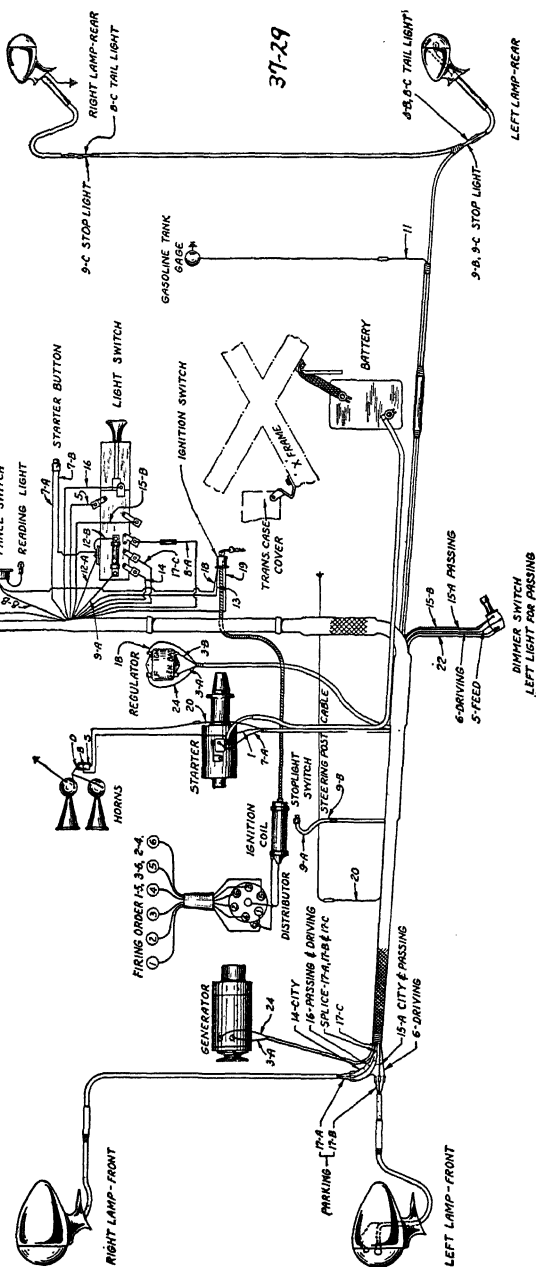 37-29
RIGHT LAMP-REAR
8-C TAIL LIGHT
9-C STOP LIGHT
GASOLINE TANK
GAGE
11
8-B, 8-C TAIL LIGHT
LEFT LAMP-REAR
9-B, 9-C STOP LIGHT
READING LIGHT
STARTER BUTTON
7-A
7-B
16
5
LIGHT SWITCH
12-B
12-A
15-B
9-A
14
17-C
8-A
IGNITION SWITCH
18
19
13
TRANS. CASE
COVER
"X" FRAME
BATTERY
REGULATOR
18
3-B
24
3-A
HORNS
20
STARTER
1
7-A
FIRING ORDER 1-5, 3-6, 2-4.
1 2 3 4 5 6
DISTRIBUTOR
IGNITION
COIL
STOPLIGHT
SWITCH
9-A
9-B
STEERING POST CABLE
20
22
15-B
15-A PASSING
6-DRIVING
5-FEED
DIMMER SWITCH
LEFT LIGHT FOR PASSING
GENERATOR
24
3-A
14-CITY
16-PASSING & DRIVING
SPLICE-17-A, 17-B & 17-C
17-C
15-A CITY & PASSING
6-DRIVING
PARKING
17-A
17-B
RIGHT LAMP-FRONT
LEFT LAMP-FRONT